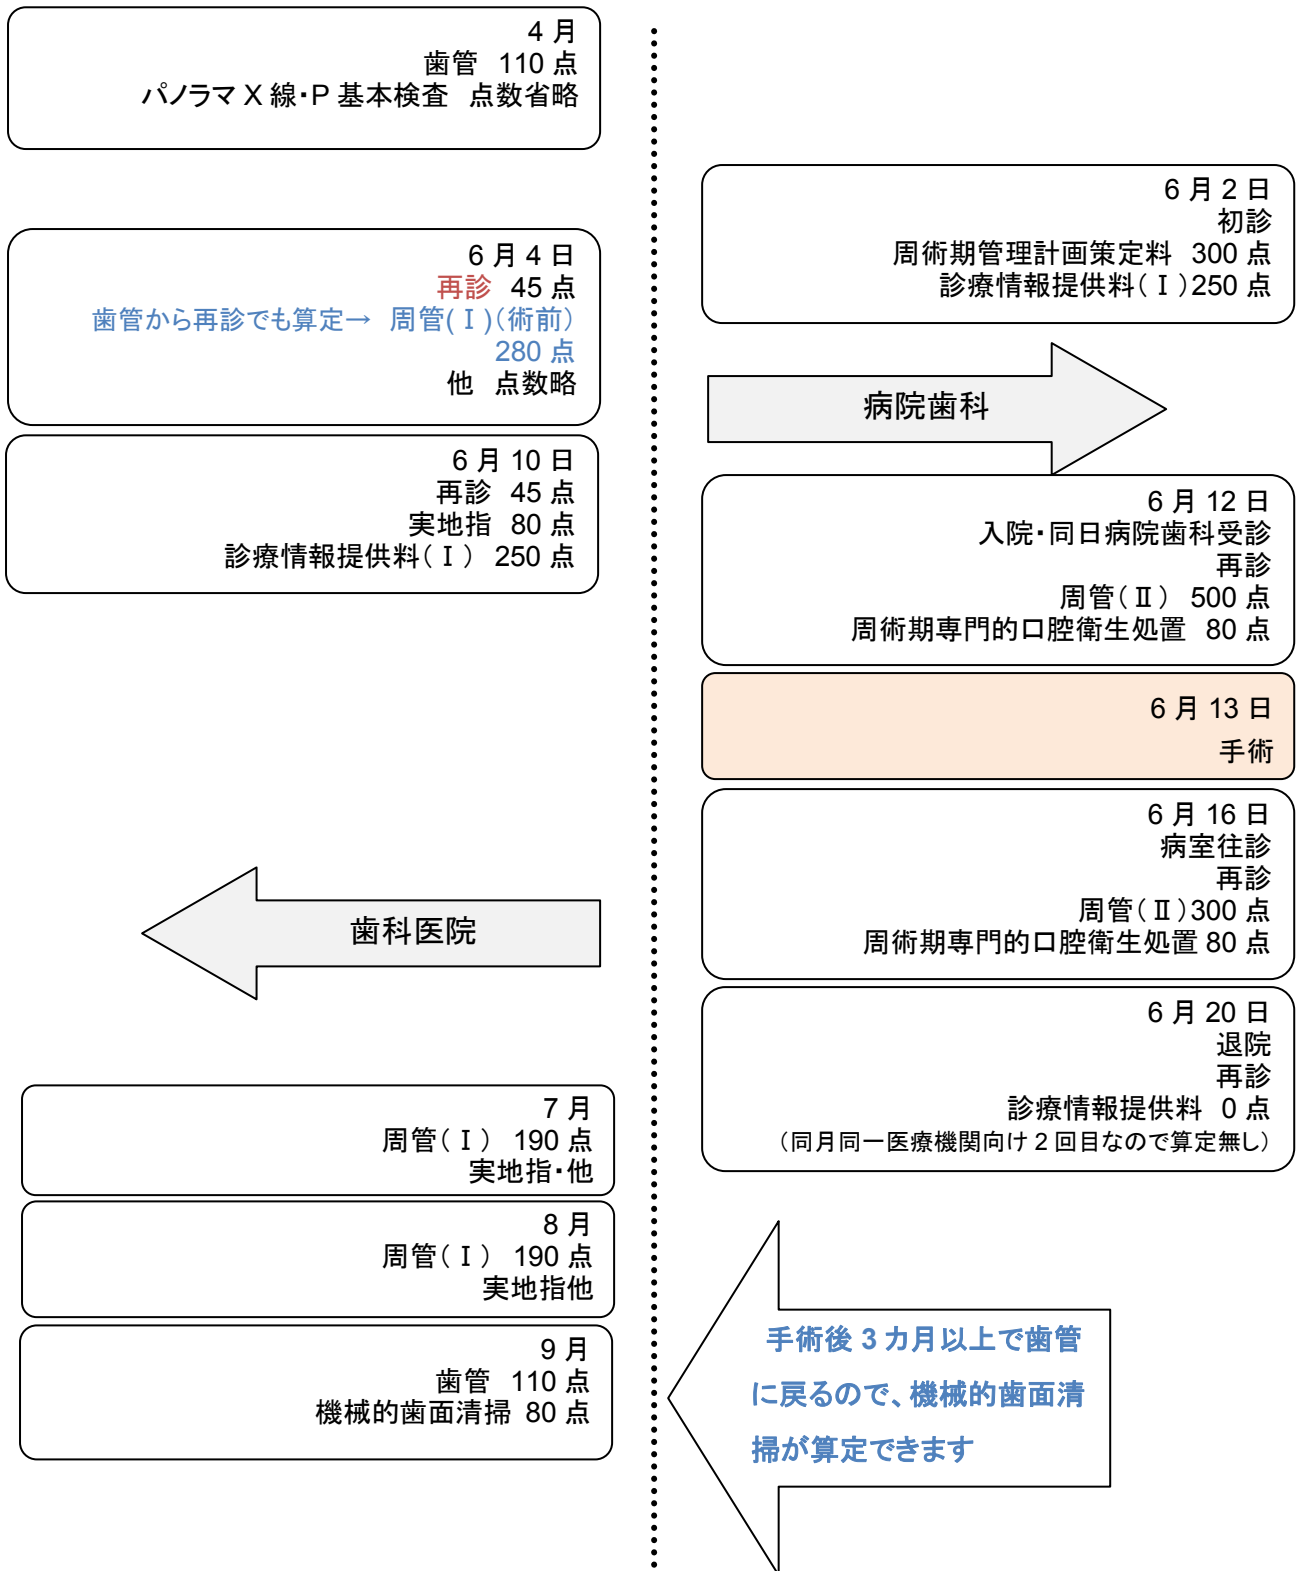 4 月
歯管 110 点
パノラマ X 線・P 基本検査 点数省略
6 月 2 日
初診
周術期管理計画策定料 300 点
診療情報提供料(Ⅰ)250 点
6 月 4 日
再診 45 点
歯管から再診でも算定→ 周管(Ⅰ)(術前)
280 点
他 点数略
病院歯科
6 月 10 日
再診 45 点
実地指 80 点
診療情報提供料(Ⅰ) 250 点
6 月 12 日
入院・同日病院歯科受診
再診
周管(Ⅱ) 500 点
周術期専門的口腔衛生処置 80 点
6 月 13 日
手術
6 月 16 日
病室往診
再診
周管(Ⅱ)300 点
周術期専門的口腔衛生処置 80 点
歯科医院
6 月 20 日
退院
再診
診療情報提供料 0 点
(同月同一医療機関向け 2 回目なので算定無し)
7 月
周管(Ⅰ) 190 点
実地指・他
8 月
周管(Ⅰ) 190 点
実地指他
9 月
歯管 110 点
機械的歯面清掃 80 点
手術後 3 カ月以上で歯管
に戻るので、機械的歯面清
掃が算定できます